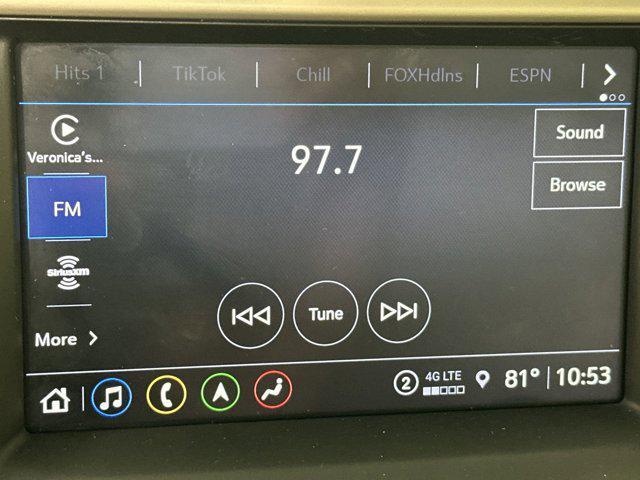 Hits 1 TikTok Chill FOXHdlns ESPN
Veronica's...
97.7
Sound
Browse
FM
SiriusXM
Tune
More
2 4G LTE 81° 10:53